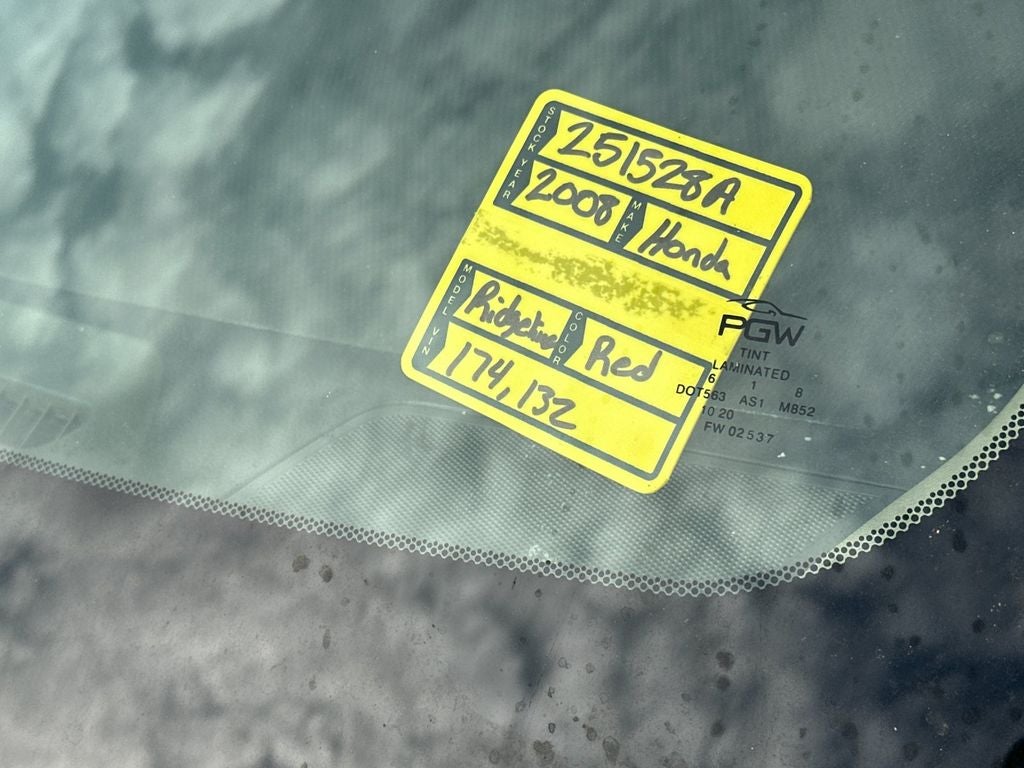 STOCK 251528A
YEAR 2008 MAKE Honda
MODEL Ridgeline COLOR Red
VIN 174,132
PGW
TINT
LAMINATED
6 1 8
DOT563 AS1 M852
10 20
FW 02537